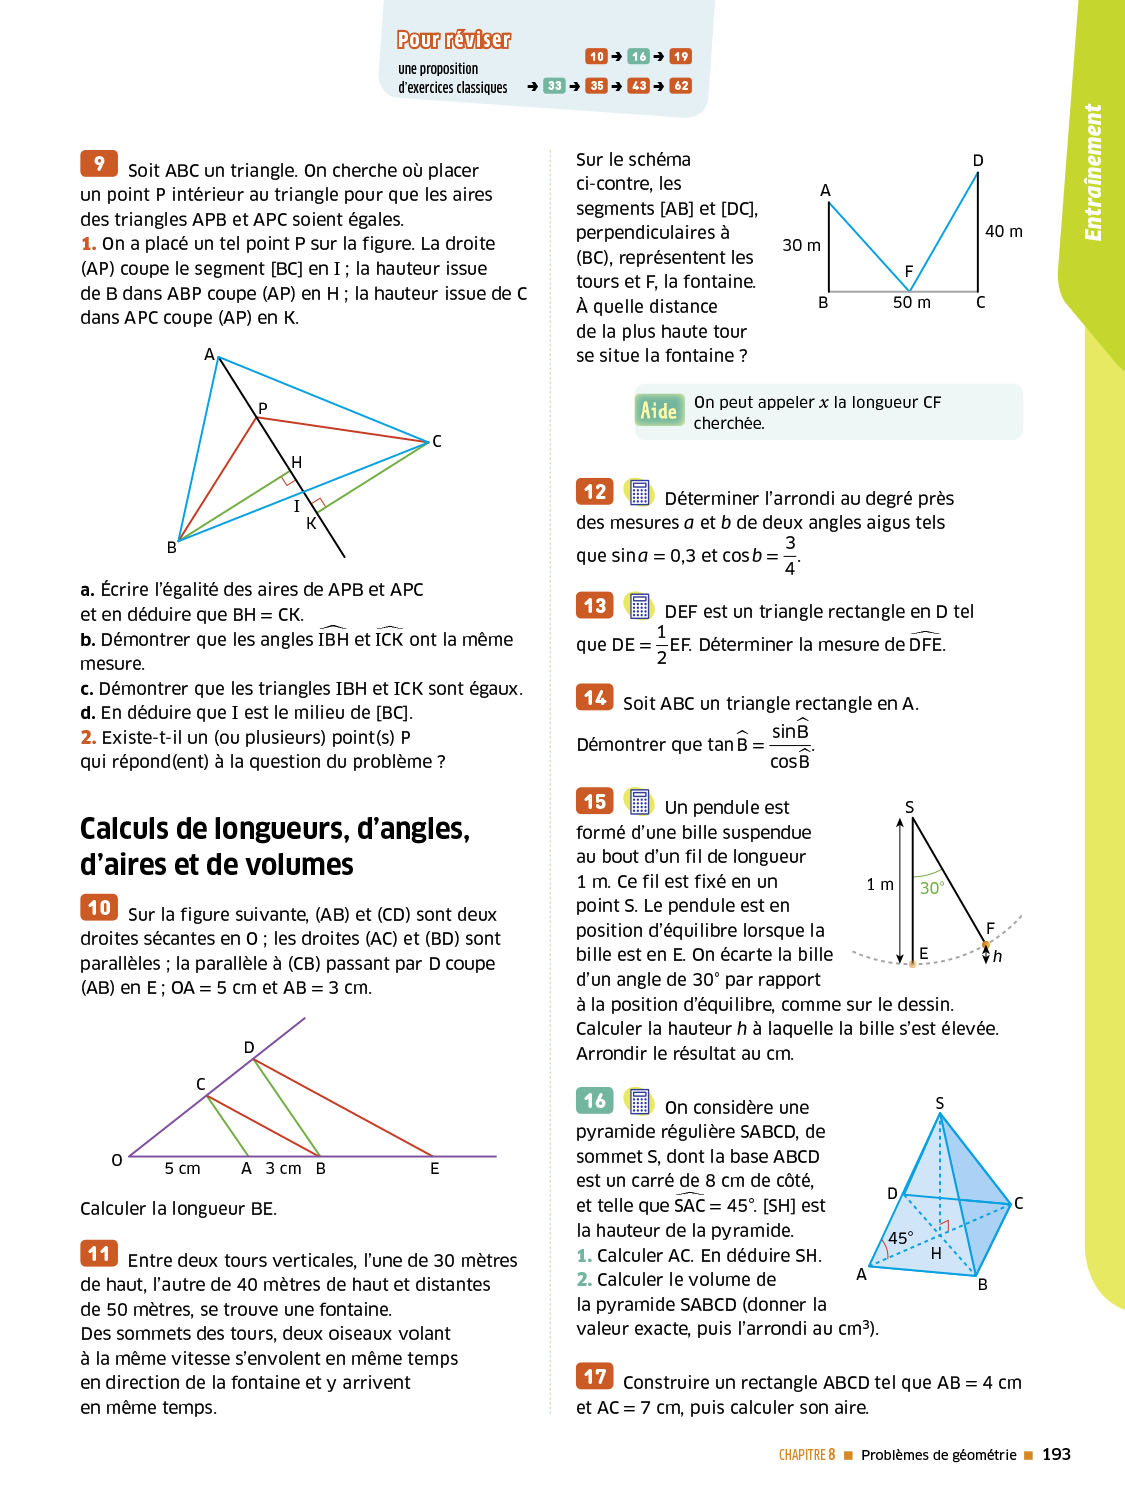 Pour réviser
une proposition
d'exercices classiques
10 → 16 → 19
→ 33 → 35 → 43 → 62
Entraînement
9 Soit ABC un triangle. On cherche où placer
un point P intérieur au triangle pour que les aires
des triangles APB et APC soient égales.
1. On a placé un tel point P sur la figure. La droite
(AP) coupe le segment [BC] en I ; la hauteur issue
de B dans ABP coupe (AP) en H ; la hauteur issue de C
dans APC coupe (AP) en K.
A
P
C
H
I
K
B
a. Écrire l'égalité des aires de APB et APC
et en déduire que BH = CK.
b. Démontrer que les angles \widehat{IBH} et \widehat{ICK} ont la même
mesure.
c. Démontrer que les triangles IBH et ICK sont égaux.
d. En déduire que I est le milieu de [BC].
2. Existe-t-il un (ou plusieurs) point(s) P
qui répond(ent) à la question du problème ?
Calculs de longueurs, d'angles,
d'aires et de volumes
10 Sur la figure suivante, (AB) et (CD) sont deux
droites sécantes en O ; les droites (AC) et (BD) sont
parallèles ; la parallèle à (CB) passant par D coupe
(AB) en E ; OA = 5 cm et AB = 3 cm.
D
C
O
5 cm A 3 cm B E
Calculer la longueur BE.
11 Entre deux tours verticales, l'une de 30 mètres
de haut, l'autre de 40 mètres de haut et distantes
de 50 mètres, se trouve une fontaine.
Des sommets des tours, deux oiseaux volant
à la même vitesse s'envolent en même temps
en direction de la fontaine et y arrivent
en même temps.
Sur le schéma
ci-contre, les
segments [AB] et [DC],
perpendiculaires à
(BC), représentent les
tours et F, la fontaine.
À quelle distance
de la plus haute tour
se situe la fontaine ?
D
A
40 m
30 m
F
B 50 m C
Aide On peut appeler x la longueur CF
cherchée.
12 Déterminer l'arrondi au degré près
des mesures a et b de deux angles aigus tels
que sin a = 0,3 et cos b = 3/4.
13 DEF est un triangle rectangle en D tel
que DE = 1/2 EF. Déterminer la mesure de \widehat{DFE}.
14 Soit ABC un triangle rectangle en A.
Démontrer que tan \widehat{B} = sin \widehat{B} / cos \widehat{B}.
15 Un pendule est
formé d'une bille suspendue
au bout d'un fil de longueur
1 m. Ce fil est fixé en un
point S. Le pendule est en
position d'équilibre lorsque la
bille est en E. On écarte la bille
d'un angle de 30° par rapport
à la position d'équilibre, comme sur le dessin.
Calculer la hauteur h à laquelle la bille s'est élevée.
Arrondir le résultat au cm.
S
1 m
30°
F
E
h
16 On considère une
pyramide régulière SABCD, de
sommet S, dont la base ABCD
est un carré de 8 cm de côté,
et telle que \widehat{SAC} = 45°. [SH] est
la hauteur de la pyramide.
1. Calculer AC. En déduire SH.
2. Calculer le volume de
la pyramide SABCD (donner la
valeur exacte, puis l'arrondi au cm³).
S
D
C
45°
H
A
B
17 Construire un rectangle ABCD tel que AB = 4 cm
et AC = 7 cm, puis calculer son aire.
CHAPITRE 8 ■ Problèmes de géométrie ■ 193